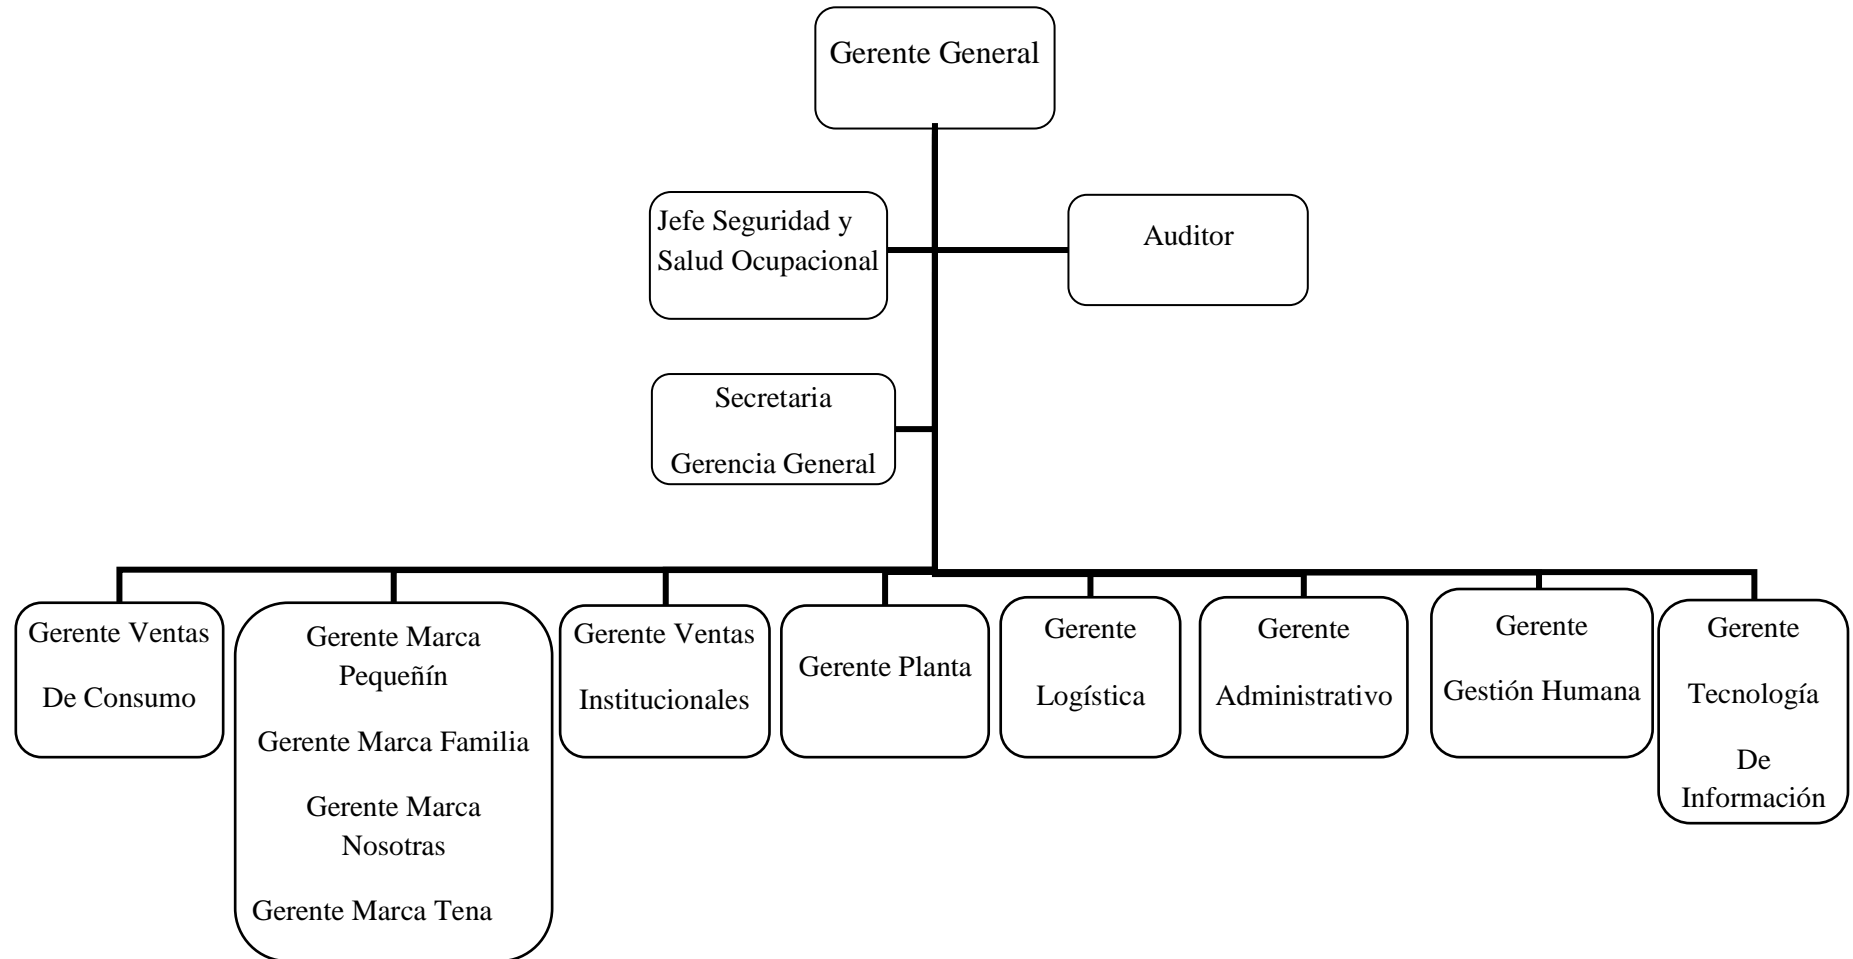 Gerente General
Jefe Seguridad y
Salud Ocupacional
Auditor
Secretaria
Gerencia General
Gerente Ventas
De Consumo
Gerente Marca
Pequeñín
Gerente Marca Familia
Gerente Marca
Nosotras
Gerente Marca Tena
Gerente Ventas
Institucionales
Gerente Planta
Gerente
Logística
Gerente
Administrativo
Gerente
Gestión Humana
Gerente
Tecnología
De
Información